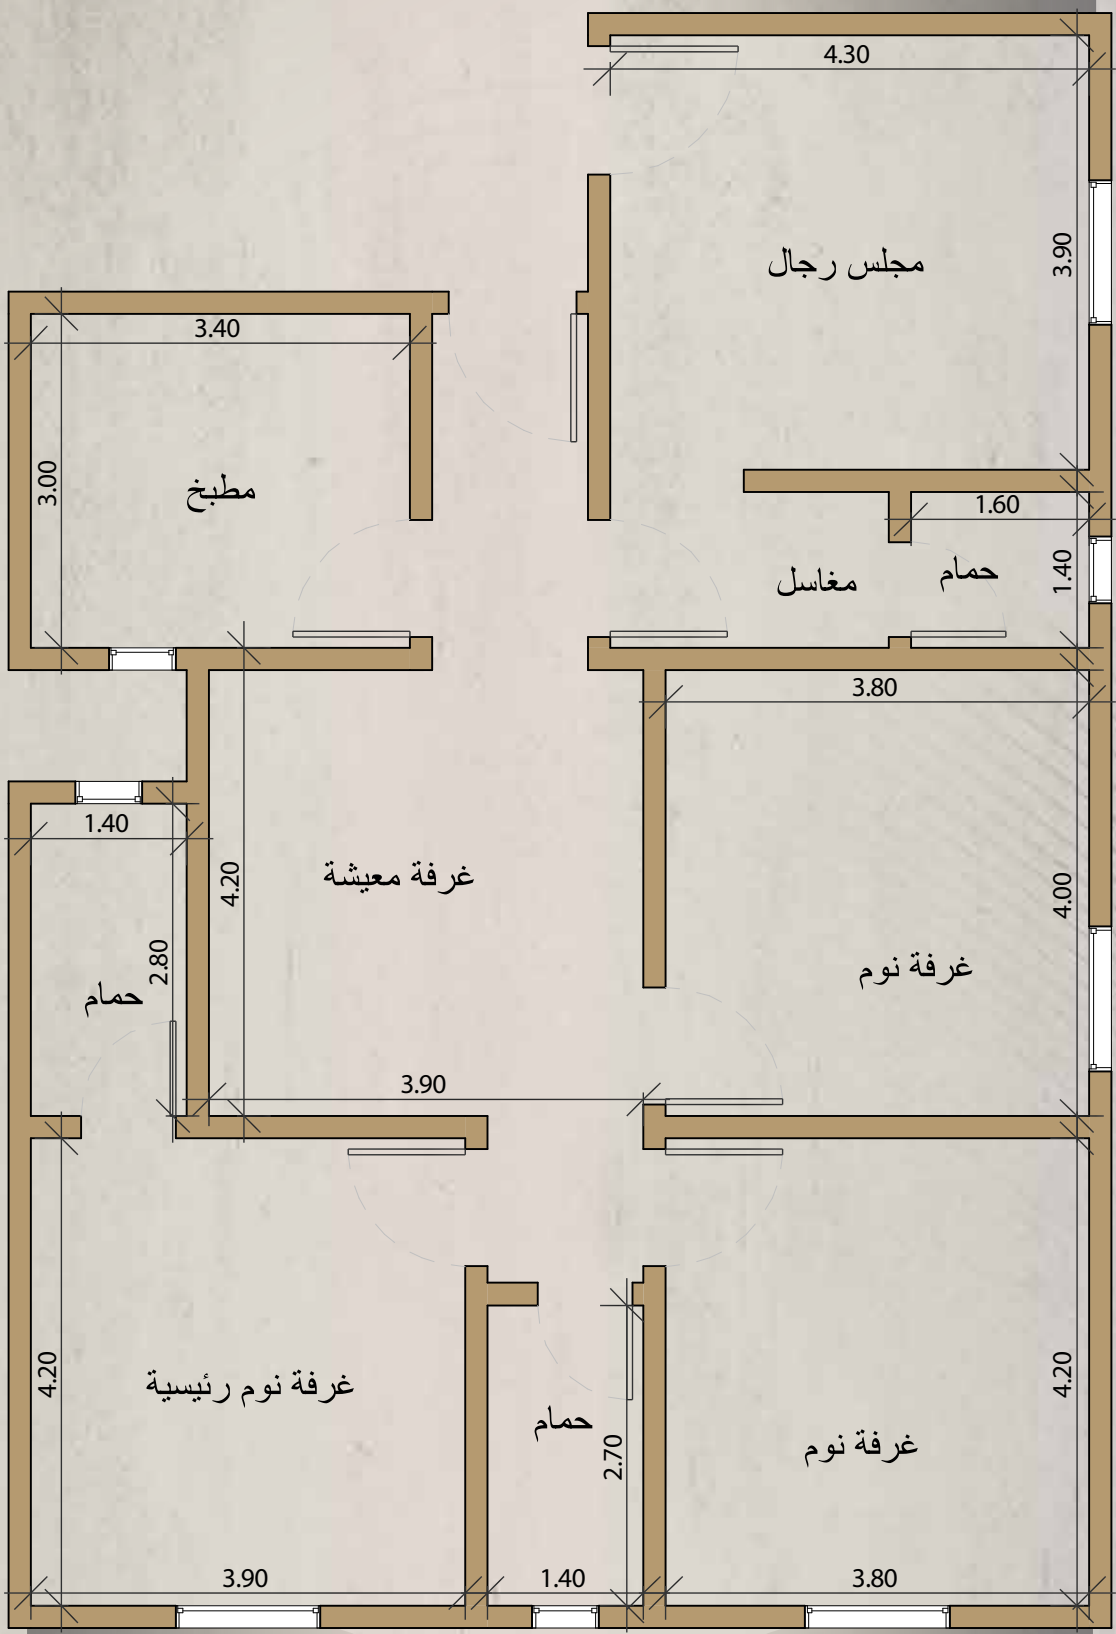 4.30
مجلس رجال
3.90
3.40
3.00
مطبخ
1.60
1.40
حمام
مغاسل
3.80
1.40
4.20
غرفة معيشة
4.00
2.80
حمام
غرفة نوم
3.90
4.20
غرفة نوم رئيسية
4.20
حمام
2.70
غرفة نوم
3.90
1.40
3.80